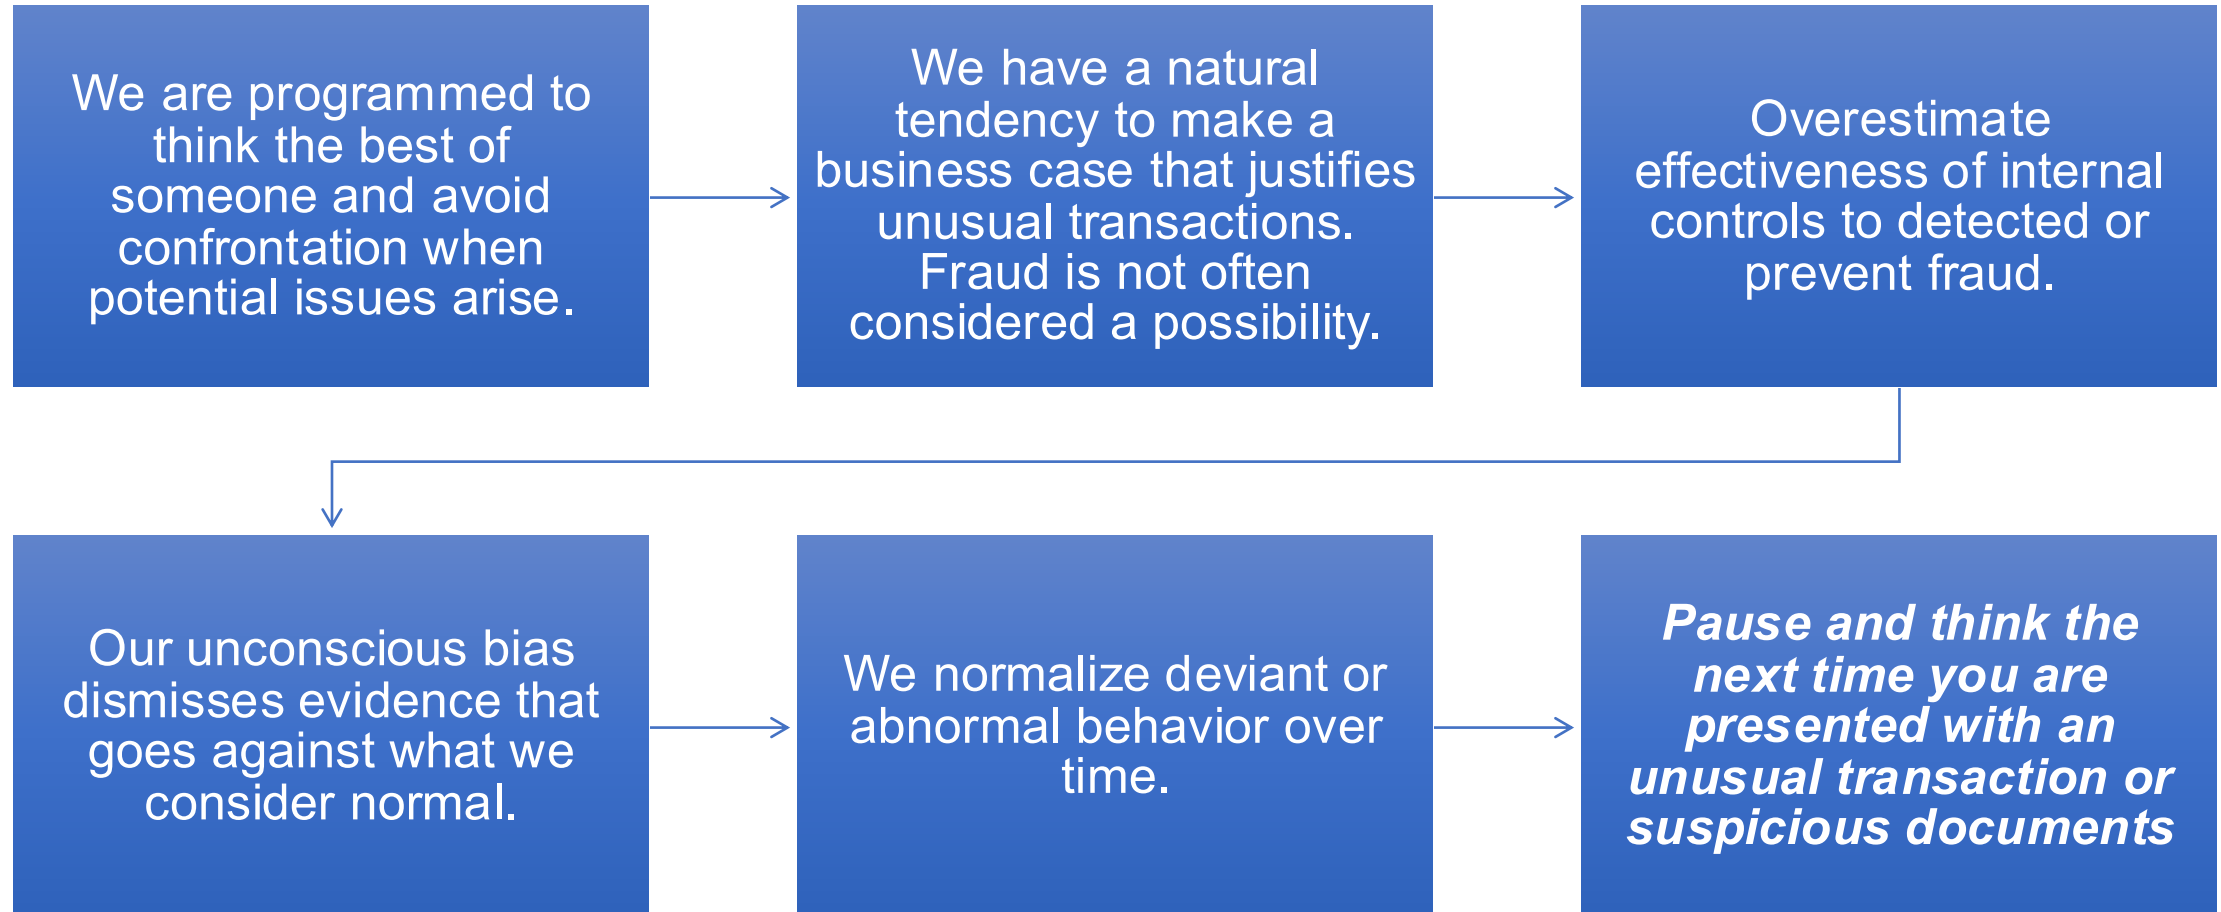 We are programmed to
think the best of
someone and avoid
confrontation when
potential issues arise.
We have a natural
tendency to make a
business case that justifies
unusual transactions.
Fraud is not often
considered a possibility.
Overestimate
effectiveness of internal
controls to detected or
prevent fraud.
Our unconscious bias
dismisses evidence that
goes against what we
consider normal.
We normalize deviant or
abnormal behavior over
time.
Pause and think the
next time you are
presented with an
unusual transaction or
suspicious documents